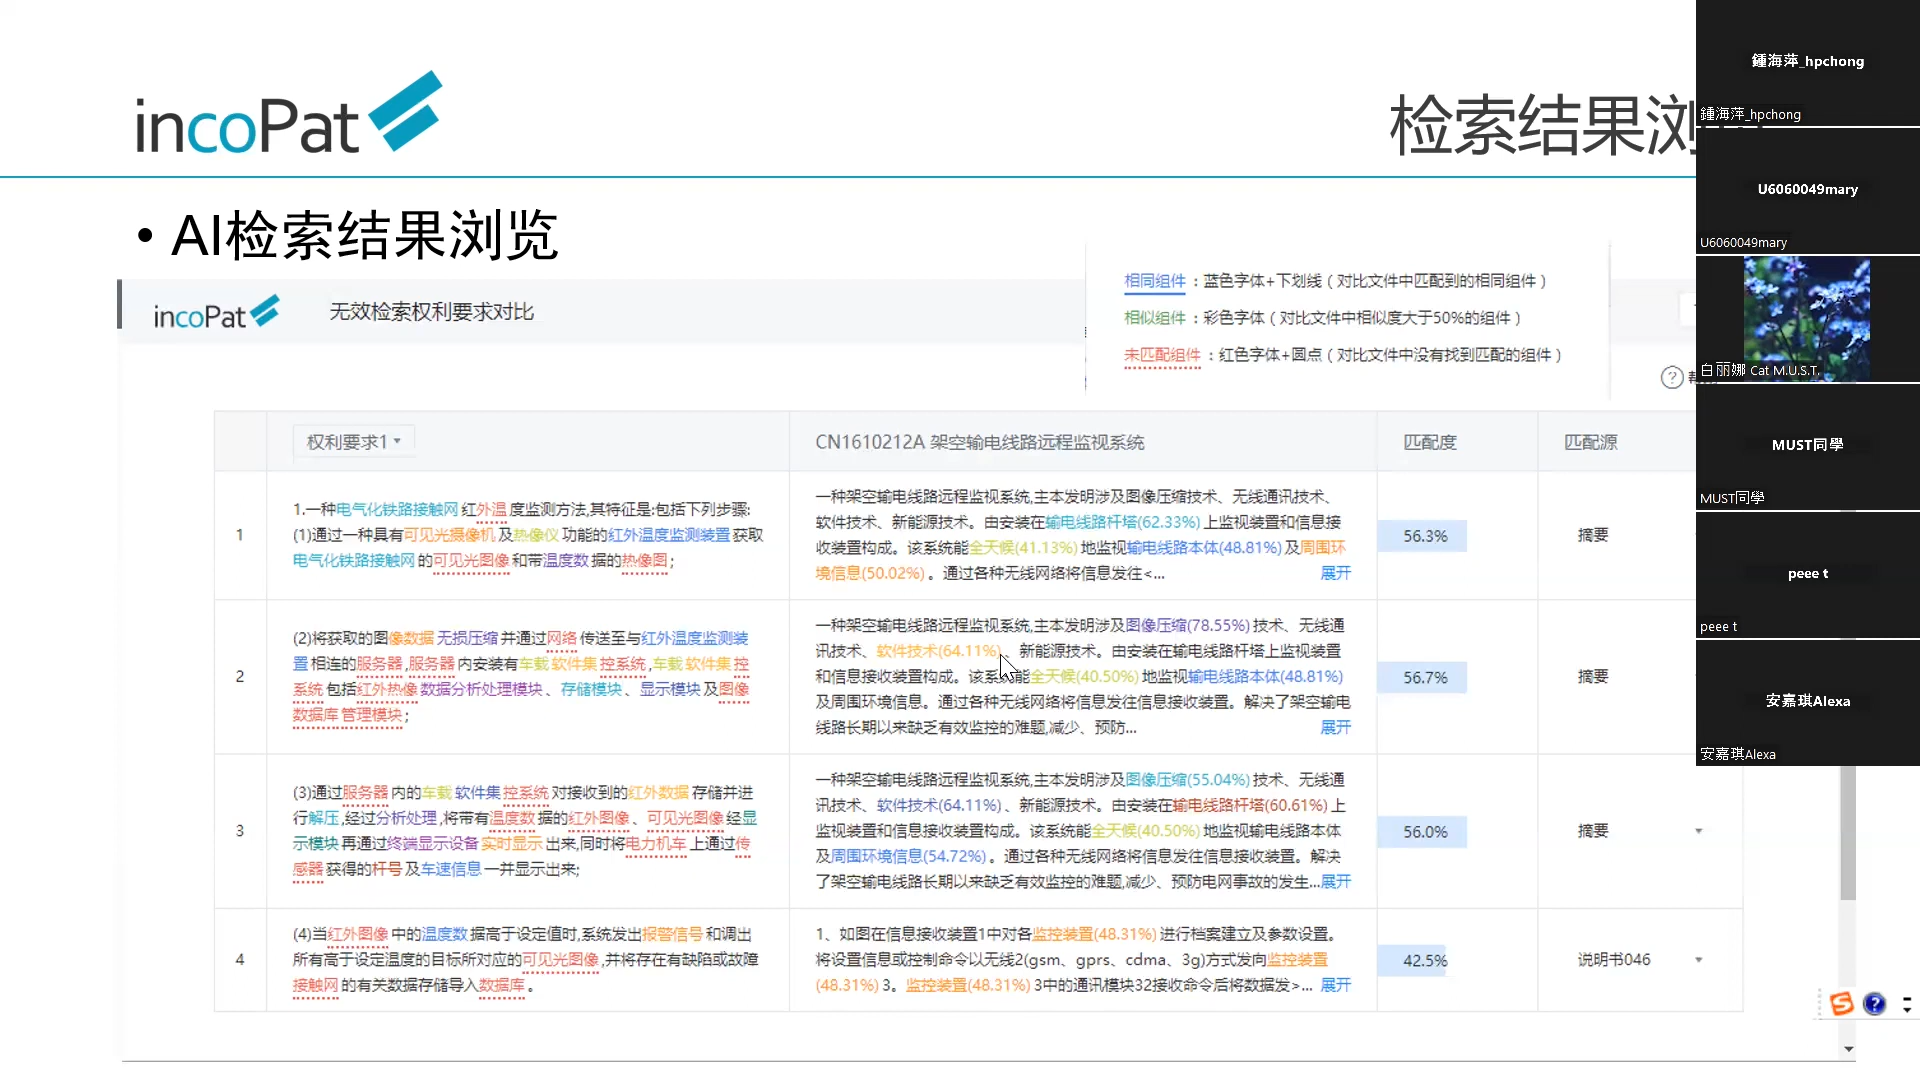 incoPat
检索结果浏
• AI检索结果浏览
incoPat
无效检索权利要求对比
相同组件：蓝色字体+下划线（对比文件中匹配到的相同组件）
相似组件：彩色字体（对比文件中相似度大于50%的组件）
未匹配组件：红色字体+圆点（对比文件中没有找到匹配的组件）
权利要求1
CN1610212A 架空输电线路远程监视系统
匹配度
匹配源
1
1.一种电气化铁路接触网红外温度监测方法,其特征是:包括下列步骤:
(1)通过一种具有可见光摄像机及热像仪功能的红外温度监测装置获取
电气化铁路接触网的可见光图像和带温度数据的热像图;
一种架空输电线路远程监视系统,主本发明涉及图像压缩技术、无线通讯技术、
软件技术、新能源技术。由安装在输电线路杆塔(62.33%)上监视装置和信息接
收装置构成。该系统能全天候(41.13%)地监视输电线路本体(48.81%)及周围环
境信息(50.02%)。通过各种无线网络将信息发往<...
展开
56.3%
摘要
2
(2)将获取的图像数据无损压缩并通过网络传送至与红外温度监测装
置相连的服务器,服务器内安装有车载软件集控系统,车载软件集控
系统包括红外热像数据分析处理模块、存储模块、显示模块及图像
数据库管理模块;
一种架空输电线路远程监视系统,主本发明涉及图像压缩(78.55%)技术、无线通
讯技术、软件技术(64.11%)、新能源技术。由安装在输电线路杆塔上监视装置
和信息接收装置构成。该系统能全天候(40.50%)地监视输电线路本体(48.81%)
及周围环境信息。通过各种无线网络将信息发往信息接收装置。解决了架空输电
线路长期以来缺乏有效监控的难题,减少、预防...
展开
56.7%
摘要
3
(3)通过服务器内的车载软件集控系统对接收到的红外数据存储并进
行解压,经过分析处理,将带有温度数据的红外图像、可见光图像经显
示模块再通过终端显示设备实时显示出来,同时将电力机车上通过传
感器获得的杆号及车速信息一并显示出来;
一种架空输电线路远程监视系统,主本发明涉及图像压缩(55.04%)技术、无线通
讯技术、软件技术(64.11%)、新能源技术。由安装在输电线路杆塔(60.61%)上
监视装置和信息接收装置构成。该系统能全天候(40.50%)地监视输电线路本体
及周围环境信息(54.72%)。通过各种无线网络将信息发往信息接收装置。解决
了架空输电线路长期以来缺乏有效监控的难题,减少、预防电网事故的发生...展开
56.0%
摘要
4
(4)当红外图像中的温度数据高于设定值时,系统发出报警信号和调出
所有高于设定温度的目标所对应的可见光图像,并将存在有缺陷或故障
接触网的有关数据存储导入数据库。
1、如图在信息接收装置1中对各监控装置(48.31%)进行档案建立及参数设置。
将设置信息或控制命令以无线2(gsm、gprs、cdma、3g)方式发向监控装置
(48.31%)3。监控装置(48.31%)3中的通讯模块32接收命令后将数据发>...
展开
42.5%
说明书046
鍾海萍_hpchong
鍾海萍_hpchong
U6060049mary
U6060049mary
白丽娜 Cat M.U.S.T.
MUST同學
MUST同學
peee t
peee t
安嘉琪Alexa
安嘉琪Alexa